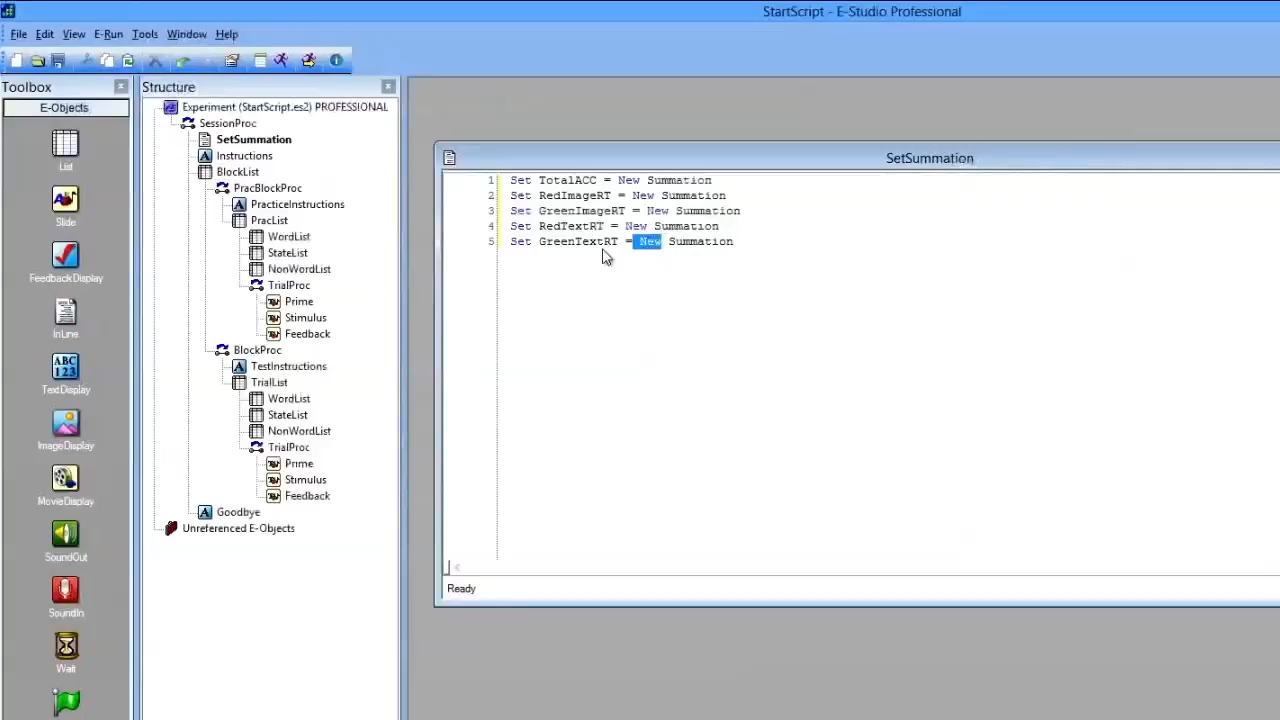 StartScript - E-Studio Professional
File Edit View E-Run Tools Window Help
Toolbox
E-Objects
List
Slide
FeedbackDisplay
InLine
ABC
123
TextDisplay
ImageDisplay
MovieDisplay
SoundOut
SoundIn
Wait
Structure
Experiment (StartScript.es2) PROFESSIONAL
SessionProc
SetSummation
Instructions
BlockList
PracBlockProc
PracticeInstructions
PracList
WordList
StateList
NonWordList
TrialProc
Prime
Stimulus
Feedback
BlockProc
TestInstructions
TrialList
WordList
StateList
NonWordList
TrialProc
Prime
Stimulus
Feedback
Goodbye
Unreferenced E-Objects
SetSummation
1 Set TotalACC = New Summation
2 Set RedImageRT = New Summation
3 Set GreenImageRT = New Summation
4 Set RedTextRT = New Summation
5 Set GreenTextRT = New Summation
Ready